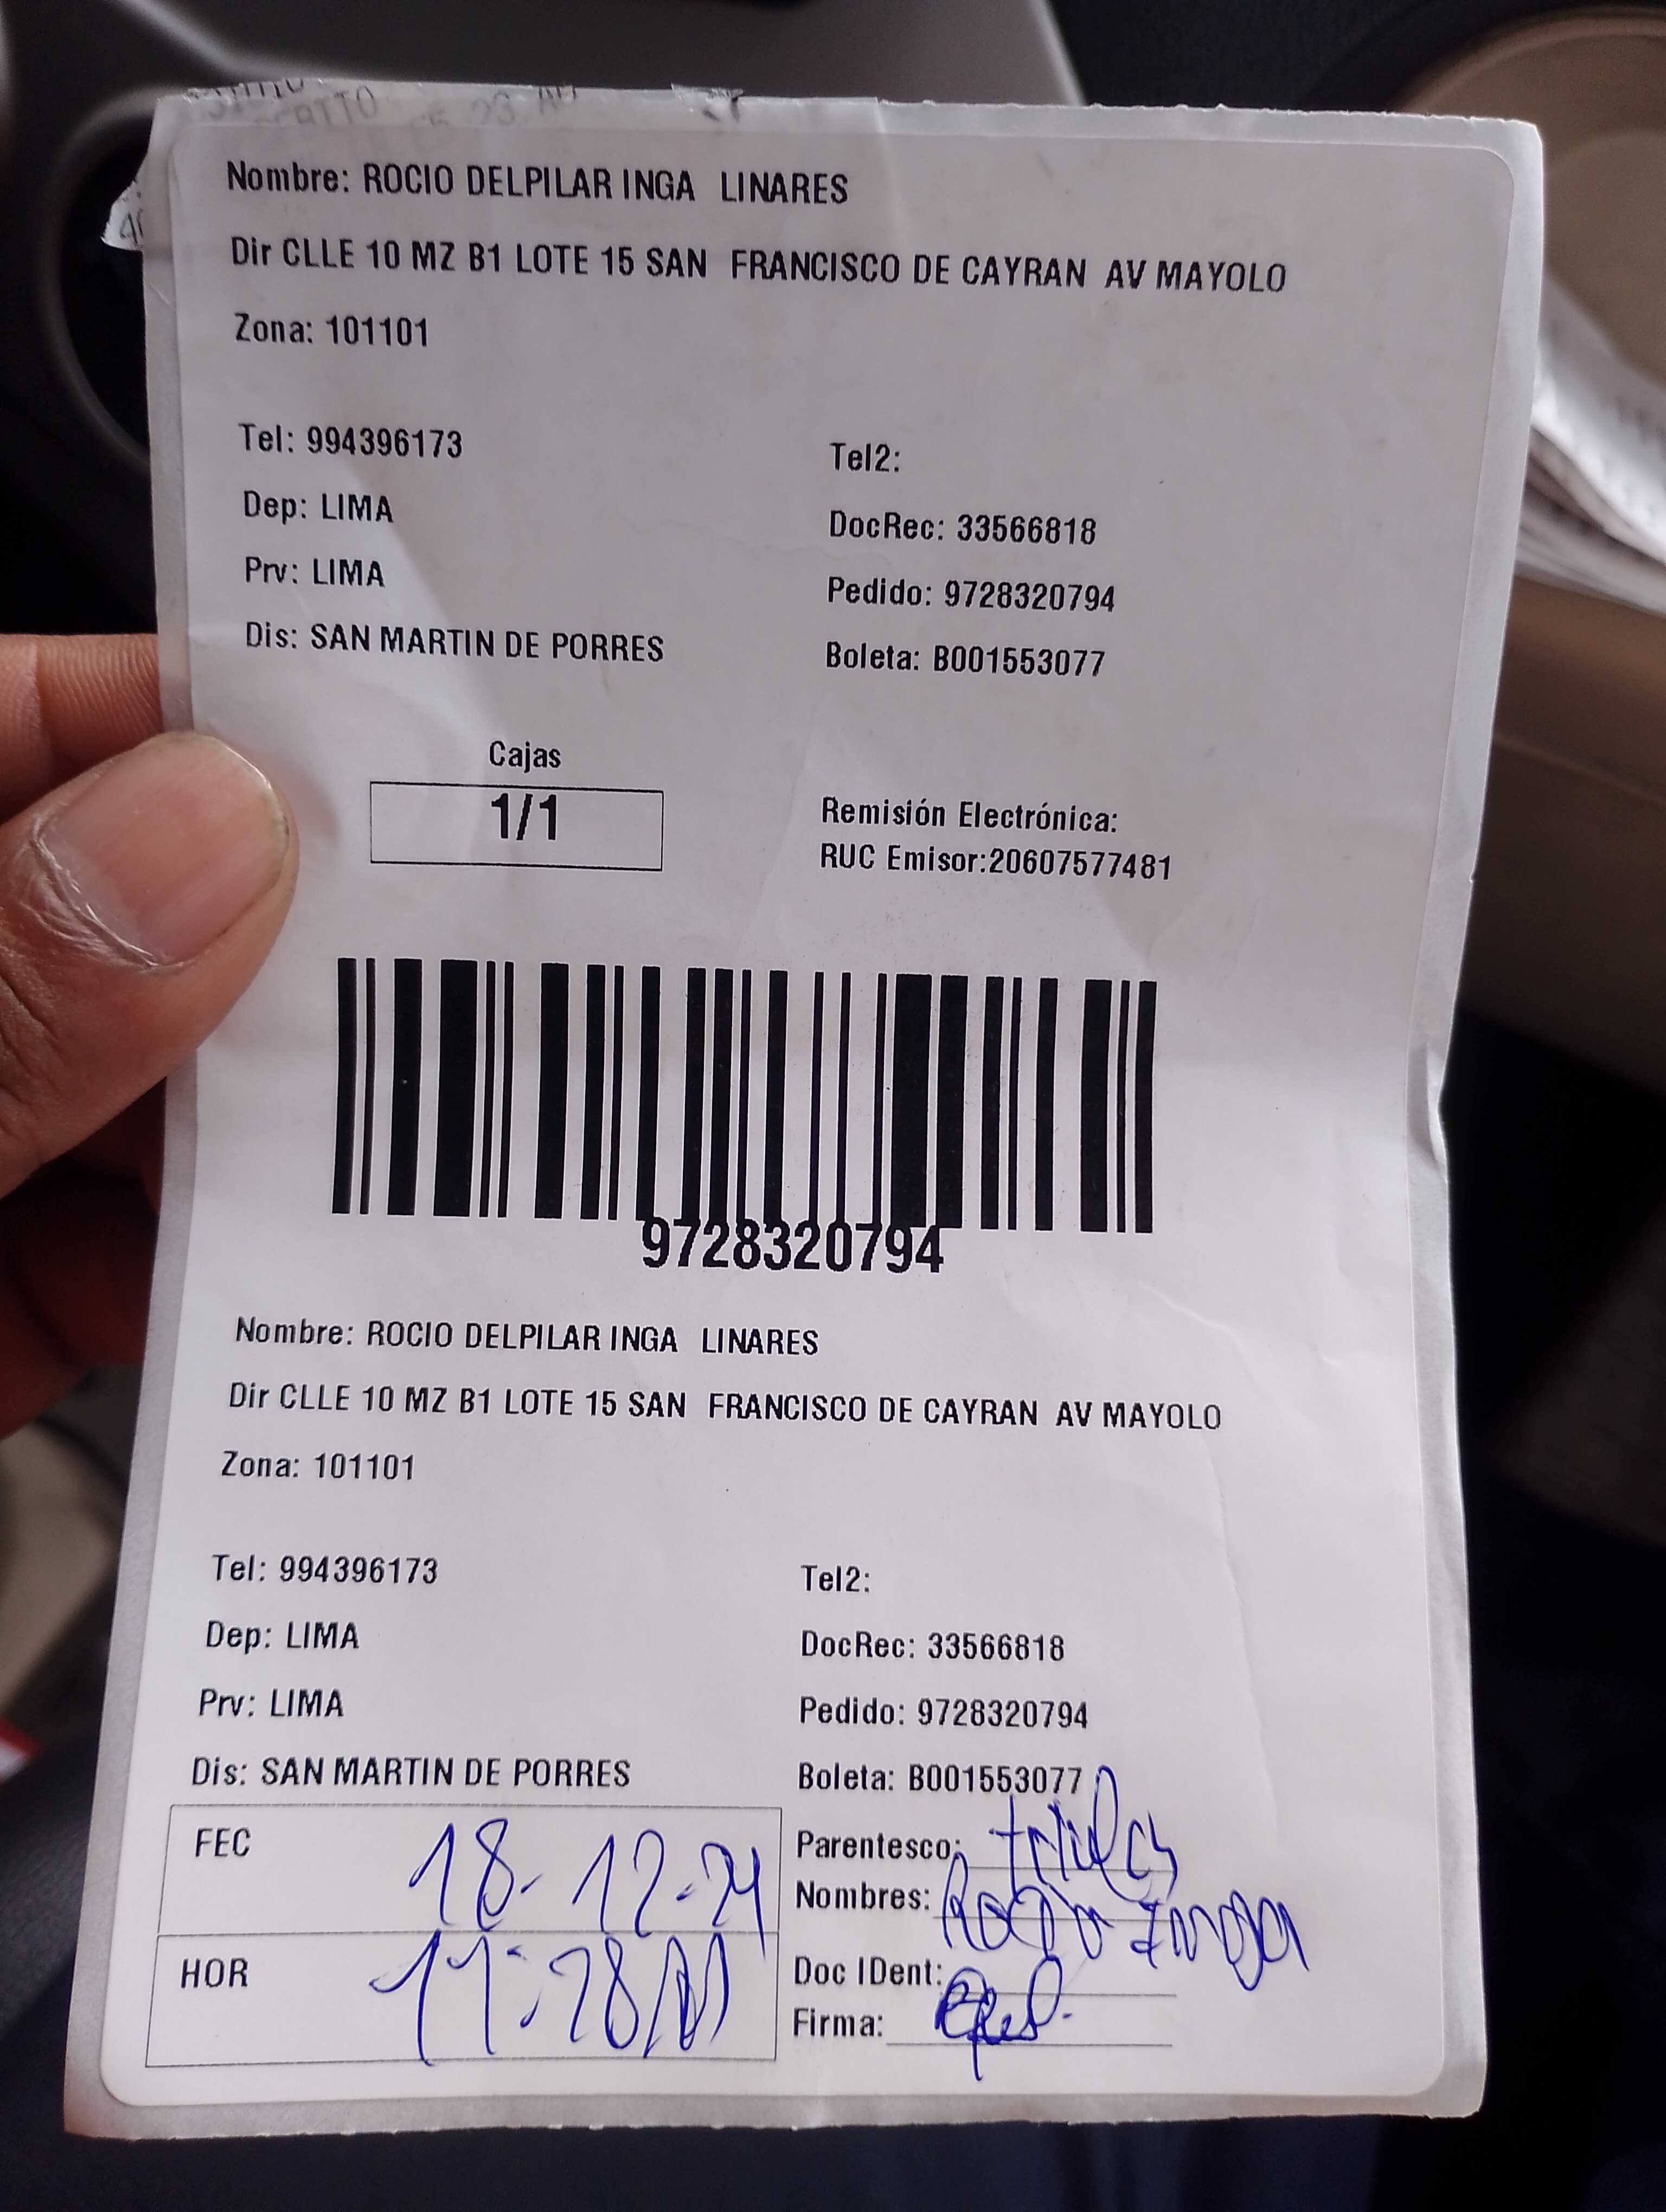 Nombre: ROCIO DELPILAR INGA LINARES
Dir CLLE 10 MZ B1 LOTE 15 SAN FRANCISCO DE CAYRAN AV MAYOLO
Zona: 101101
Tel: 994396173
Tel2:
Dep: LIMA
DocRec: 33566818
Prv: LIMA
Pedido: 9728320794
Dis: SAN MARTIN DE PORRES
Boleta: B001553077
Cajas
1/1
Remisión Electrónica:
RUC Emisor:20607577481
9728320794
Nombre: ROCIO DELPILAR INGA LINARES
Dir CLLE 10 MZ B1 LOTE 15 SAN FRANCISCO DE CAYRAN AV MAYOLO
Zona: 101101
Tel: 994396173
Tel2:
Dep: LIMA
DocRec: 33566818
Prv: LIMA
Pedido: 9728320794
Dis: SAN MARTIN DE PORRES
Boleta: B001553077
FEC 18-12-24
Parentesco:
Nombres: Rocio Inga
HOR 11:28
Doc IDent:
Firma: